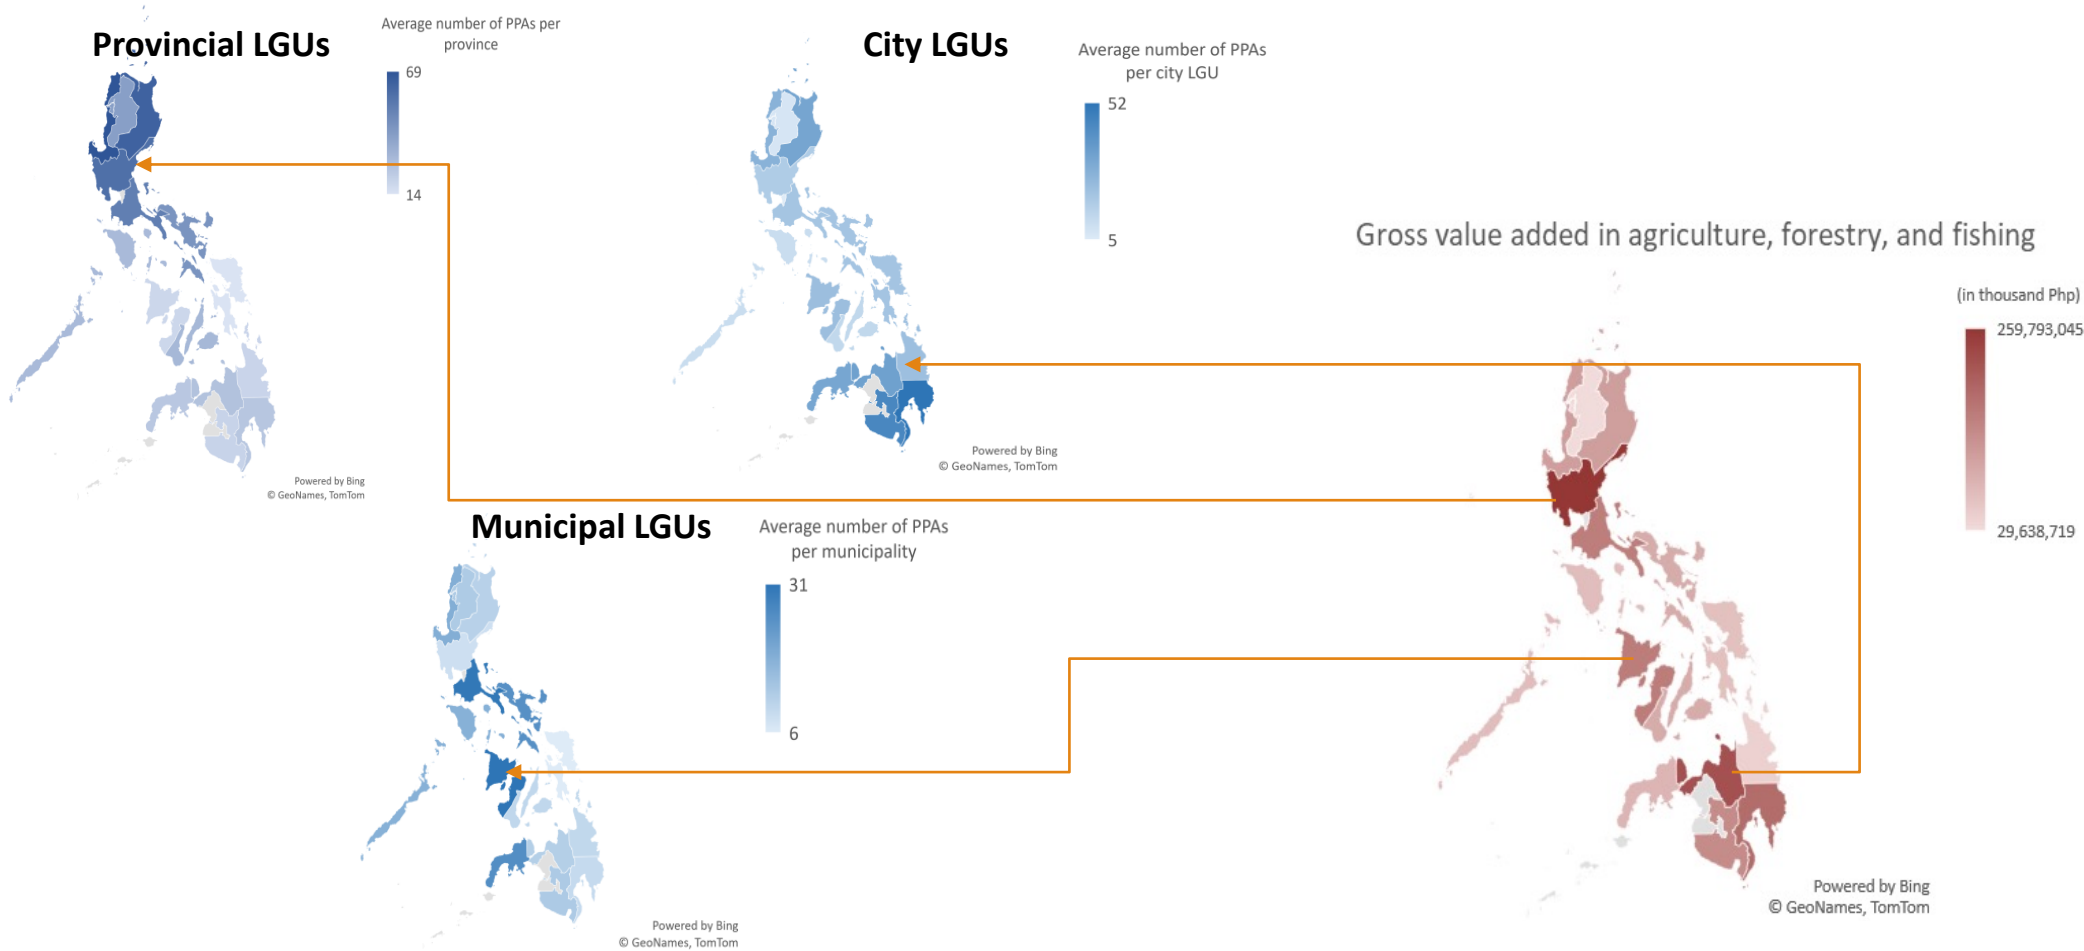 Provincial LGUs
Average number of PPAs per
province
69
14
Powered by Bing
© GeoNames, TomTom
City LGUs
Average number of PPAs
per city LGU
52
5
Powered by Bing
© GeoNames, TomTom
Municipal LGUs
Average number of PPAs
per municipality
31
6
Powered by Bing
© GeoNames, TomTom
Gross value added in agriculture, forestry, and fishing
(in thousand Php)
259,793,045
29,638,719
Powered by Bing
© GeoNames, TomTom